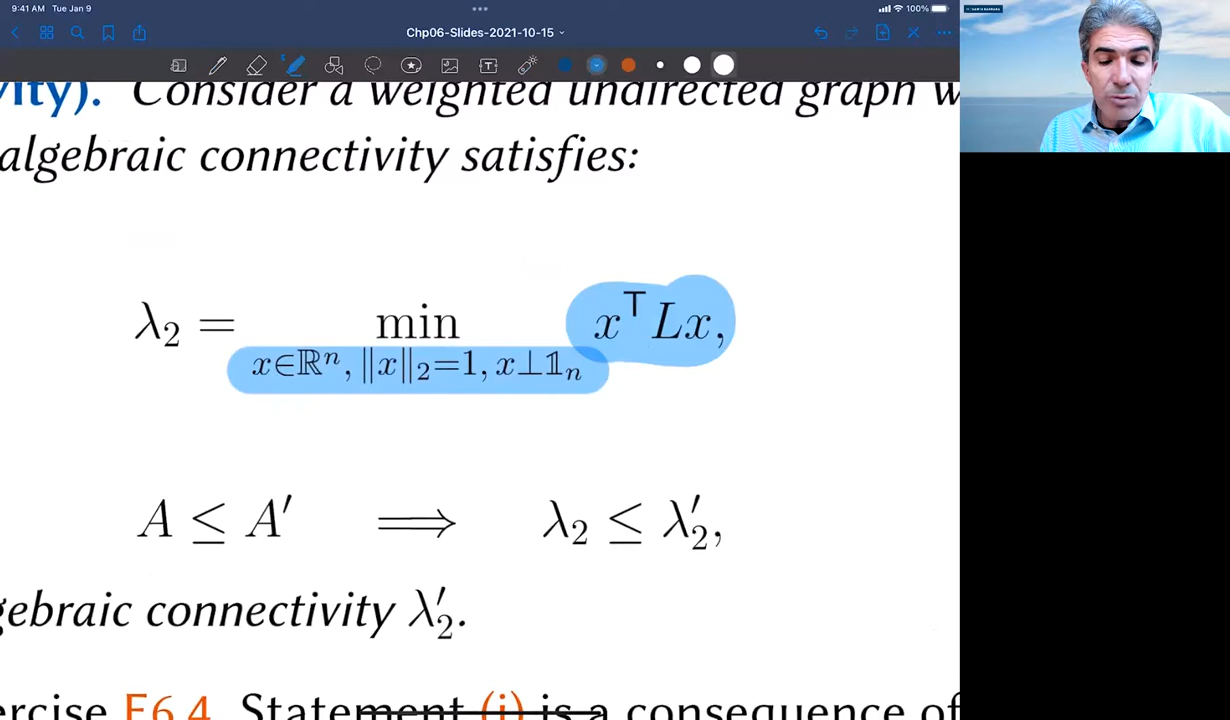 9:41 AM Tue Jan 9
100%
Chp06-Slides-2021-10-15
vity). Consider a weighted undirected graph w
algebraic connectivity satisfies:
λ₂ = min x⊤Lx,
x∈ℝⁿ, ‖x‖₂=1, x⊥𝟙ₙ
A ≤ A′ ⟹ λ₂ ≤ λ′₂,
gebraic connectivity λ′₂.
ercise E6.4. Statement (i) is a consequence of